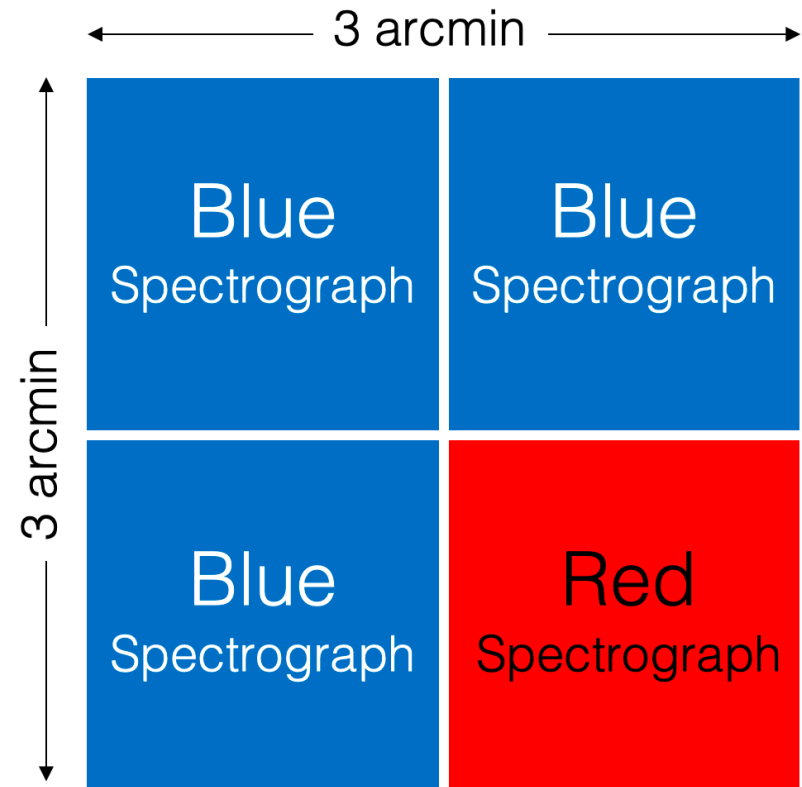 3 arcmin
3 arcmin
Blue
Spectrograph
Blue
Spectrograph
Blue
Spectrograph
Red
Spectrograph